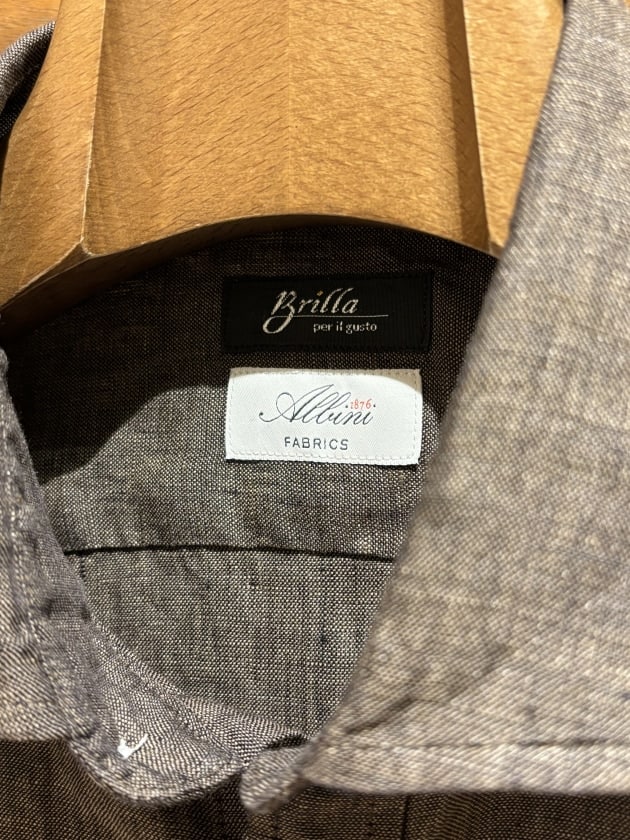 Brilla
per il gusto
Albini
·1876·
FABRICS